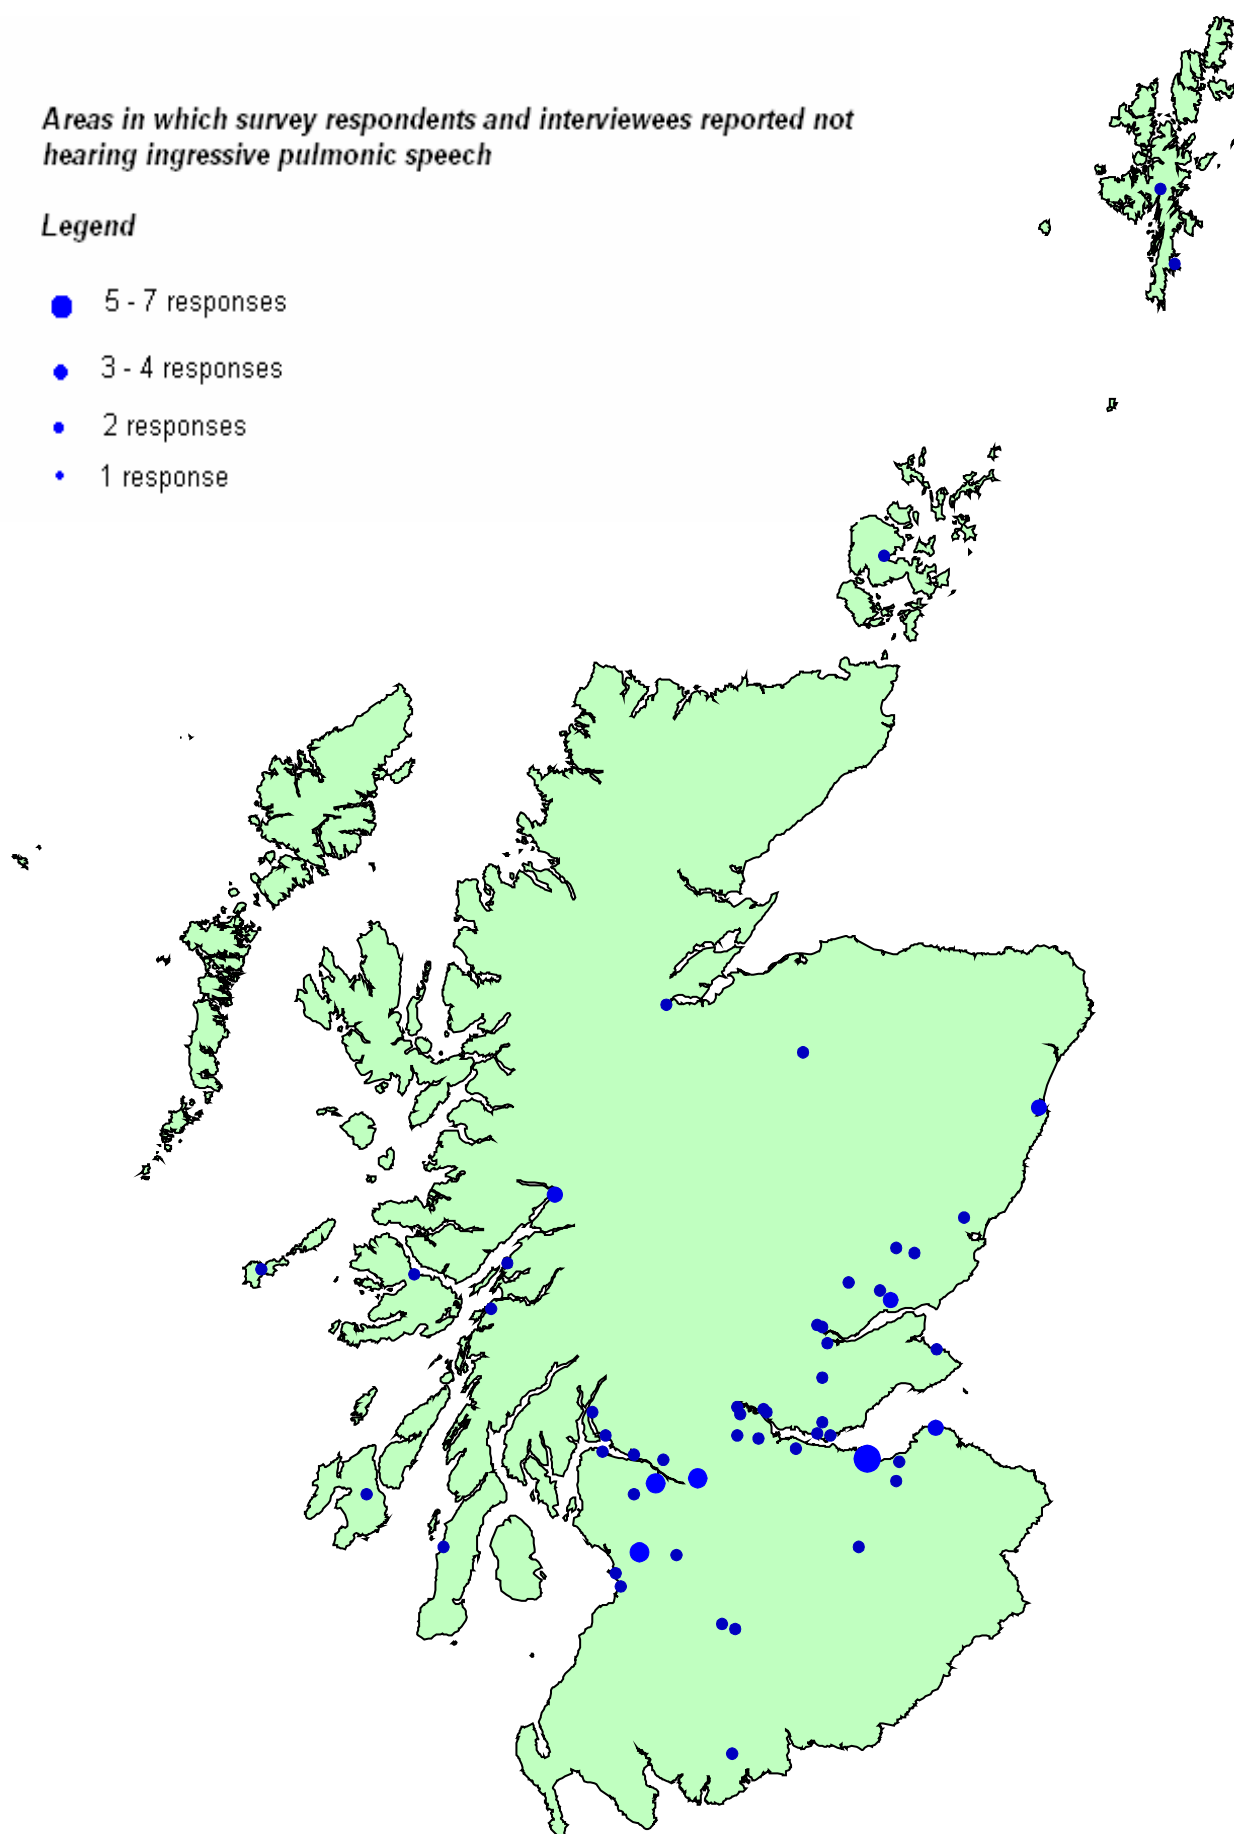 Areas in which survey respondents and interviewees reported not
hearing ingressive pulmonic speech
Legend
5 - 7 responses
3 - 4 responses
2 responses
1 response